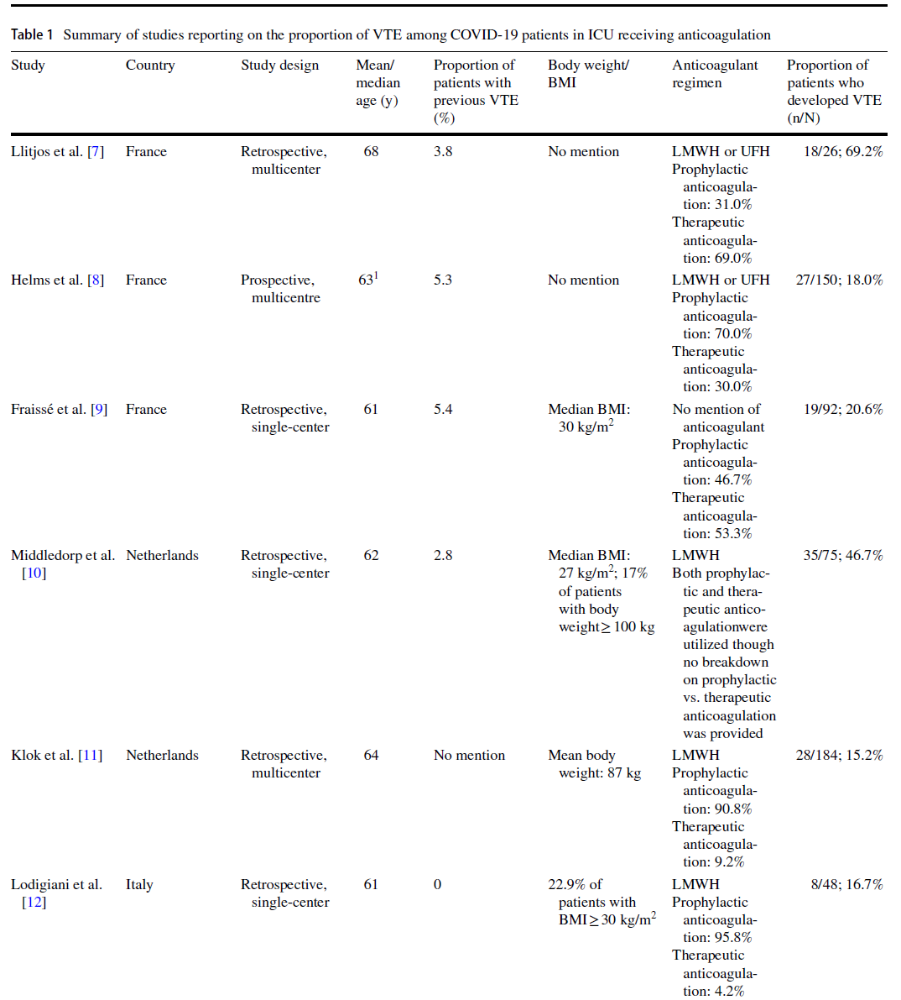 Table 1 Summary of studies reporting on the proportion of VTE among COVID-19 patients in ICU receiving anticoagulation
Study Country Study design Mean/ median age (y) Proportion of patients with previous VTE (%) Body weight/ BMI Anticoagulant regimen Proportion of patients who developed VTE (n/N)
Llitjos et al. [7] France Retrospective, 68 3.8 No mention LMWH or UFH 18/26; 69.2%
multicenter Prophylactic
anticoagula-
tion: 31.0%
Therapeutic
anticoagula-
tion: 69.0%
Helms et al. [8] France Prospective, 63¹ 5.3 No mention LMWH or UFH 27/150; 18.0%
multicentre Prophylactic
anticoagula-
tion: 70.0%
Therapeutic
anticoagula-
tion: 30.0%
Fraissé et al. [9] France Retrospective, 61 5.4 Median BMI: No mention of 19/92; 20.6%
single-center 30 kg/m² anticoagulant
Prophylactic
anticoagula-
tion: 46.7%
Therapeutic
anticoagula-
tion: 53.3%
Middledorp et al. Netherlands Retrospective, 62 2.8 Median BMI: LMWH 35/75; 46.7%
[10] single-center 27 kg/m²; 17% Both prophylac-
of patients tic and thera-
with body peutic antico-
weight≥100 kg agulationwere
utilized though
no breakdown
on prophylactic
vs. therapeutic
anticoagulation
was provided
Klok et al. [11] Netherlands Retrospective, 64 No mention Mean body LMWH 28/184; 15.2%
multicenter weight: 87 kg Prophylactic
anticoagula-
tion: 90.8%
Therapeutic
anticoagula-
tion: 9.2%
Lodigiani et al. Italy Retrospective, 61 0 22.9% of LMWH 8/48; 16.7%
[12] single-center patients with Prophylactic
BMI≥30 kg/m² anticoagula-
tion: 95.8%
Therapeutic
anticoagula-
tion: 4.2%